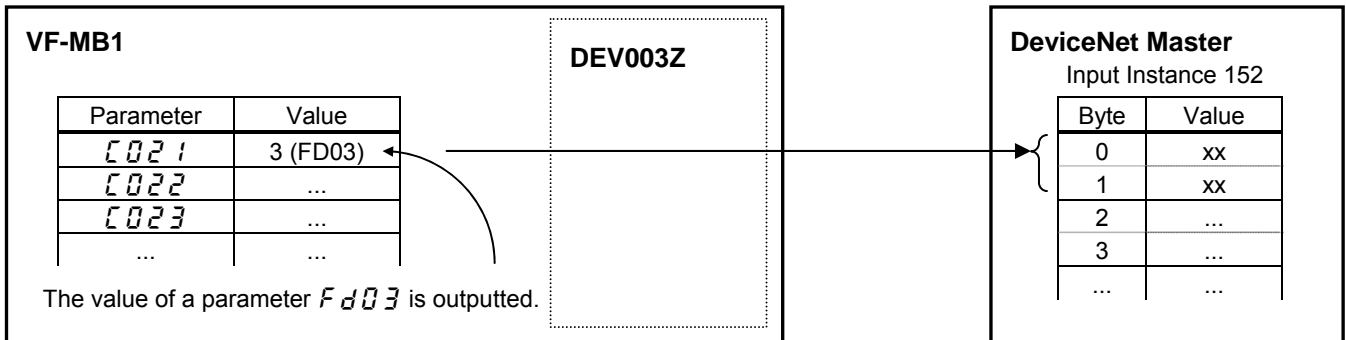 VF-MB1
DEV003Z
Parameter Value
C021 3 (FD03)
C022 ...
C023 ...
... ...
The value of a parameter Fd03 is outputted.
DeviceNet Master
Input Instance 152
Byte Value
0 xx
1 xx
2 ...
3 ...
... ...